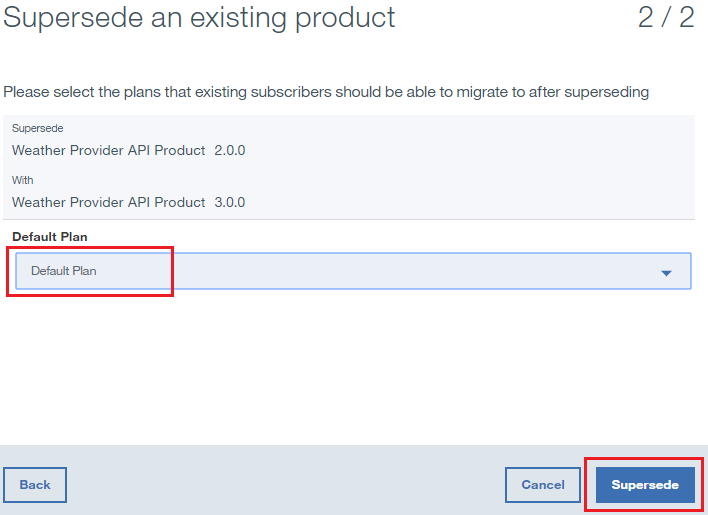 Supersede an existing product 2 / 2
Please select the plans that existing subscribers should be able to migrate to after superseding
Supersede
Weather Provider API Product 2.0.0
With
Weather Provider API Product 3.0.0
Default Plan
Default Plan
Back Cancel Supersede